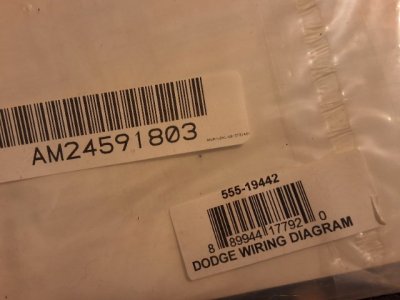 AM24591803
555-19442
8 89944 17792 0
DODGE WIRING DIAGRAM